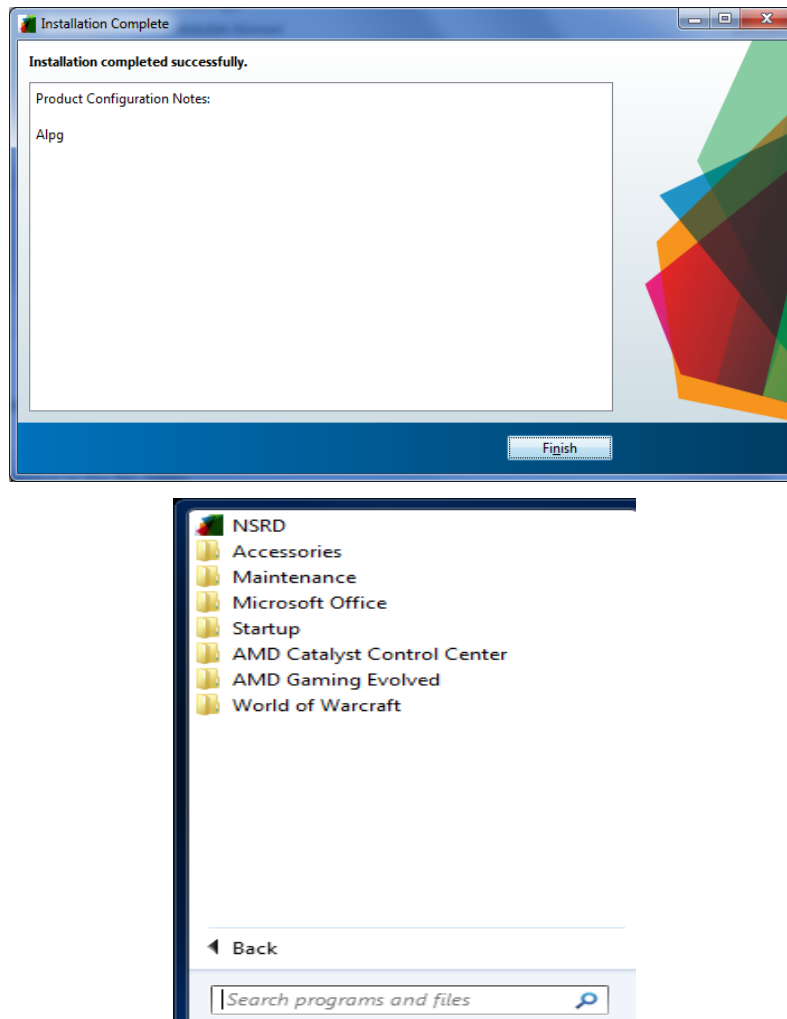 Installation Complete
Installation completed successfully.
Product Configuration Notes:
Alpg
Finish
NSRD
Accessories
Maintenance
Microsoft Office
Startup
AMD Catalyst Control Center
AMD Gaming Evolved
World of Warcraft
Back
Search programs and files